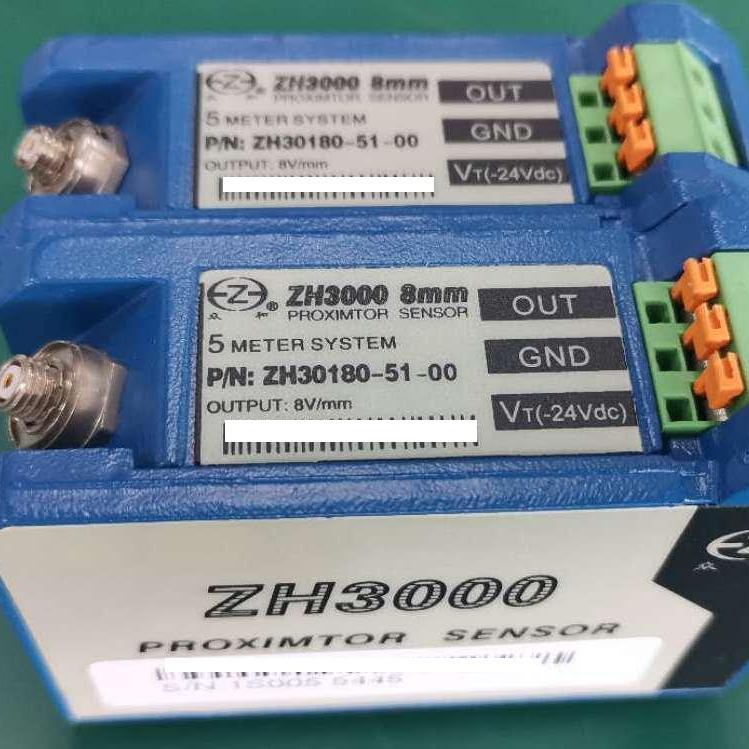 ZH3000 8mm
PROXIMTOR SENSOR
5 METER SYSTEM
P/N: ZH30180-51-00
OUTPUT: 8V/mm
OUT
GND
VT(-24Vdc)
ZH3000 8mm
PROXIMTOR SENSOR
5 METER SYSTEM
P/N: ZH30180-51-00
OUTPUT: 8V/mm
OUT
GND
VT(-24Vdc)
ZH3000
PROXIMTOR SENSOR